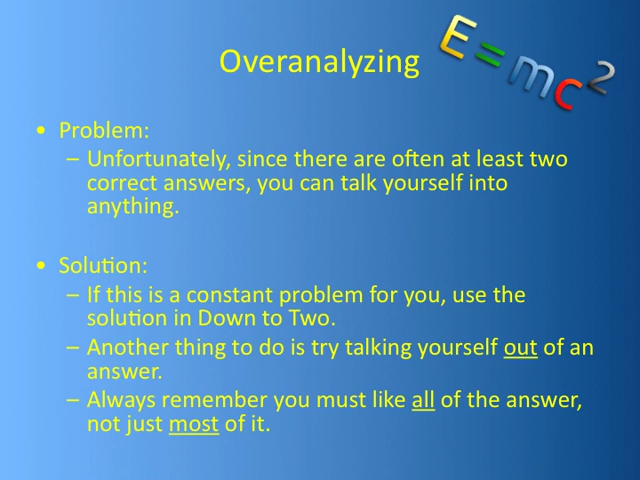 Overanalyzing
E=mc2
• Problem:
– Unfortunately, since there are often at least two
correct answers, you can talk yourself into
anything.
• Solution:
– If this is a constant problem for you, use the
solution in Down to Two.
– Another thing to do is try talking yourself out of an
answer.
– Always remember you must like all of the answer,
not just most of it.